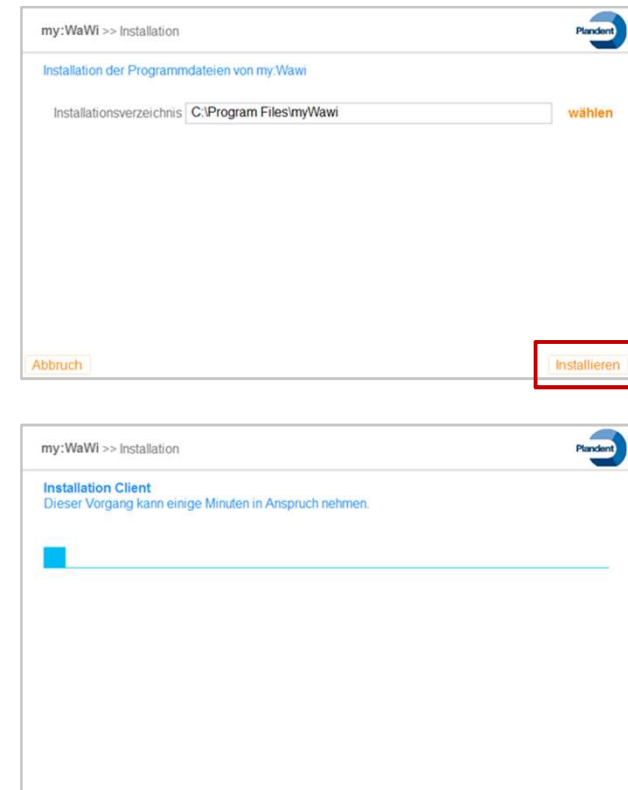 my:WaWi >> Installation
Plandent
Installation der Programmdateien von my:Wawi
Installationsverzeichnis C:\Program Files\myWawi wählen
Abbruch Installieren
my:WaWi >> Installation
Plandent
Installation Client
Dieser Vorgang kann einige Minuten in Anspruch nehmen.